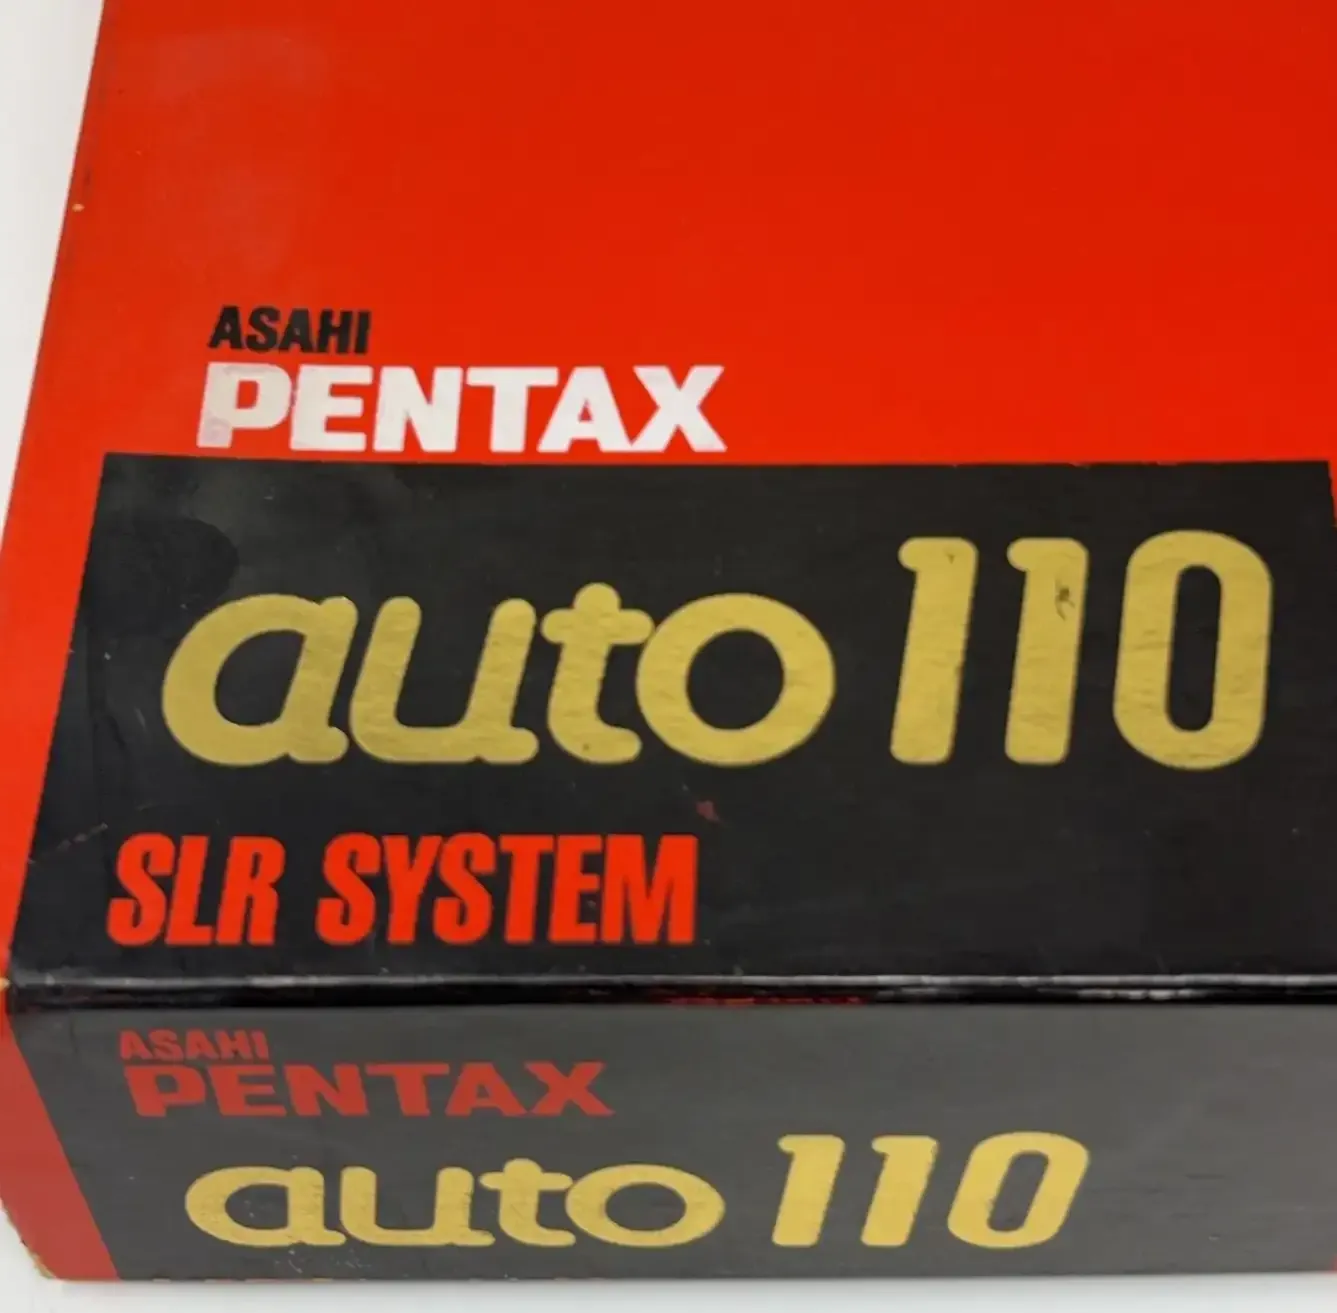 ASAHI
PENTAX
auto 110
SLR SYSTEM
ASAHI
PENTAX
auto 110